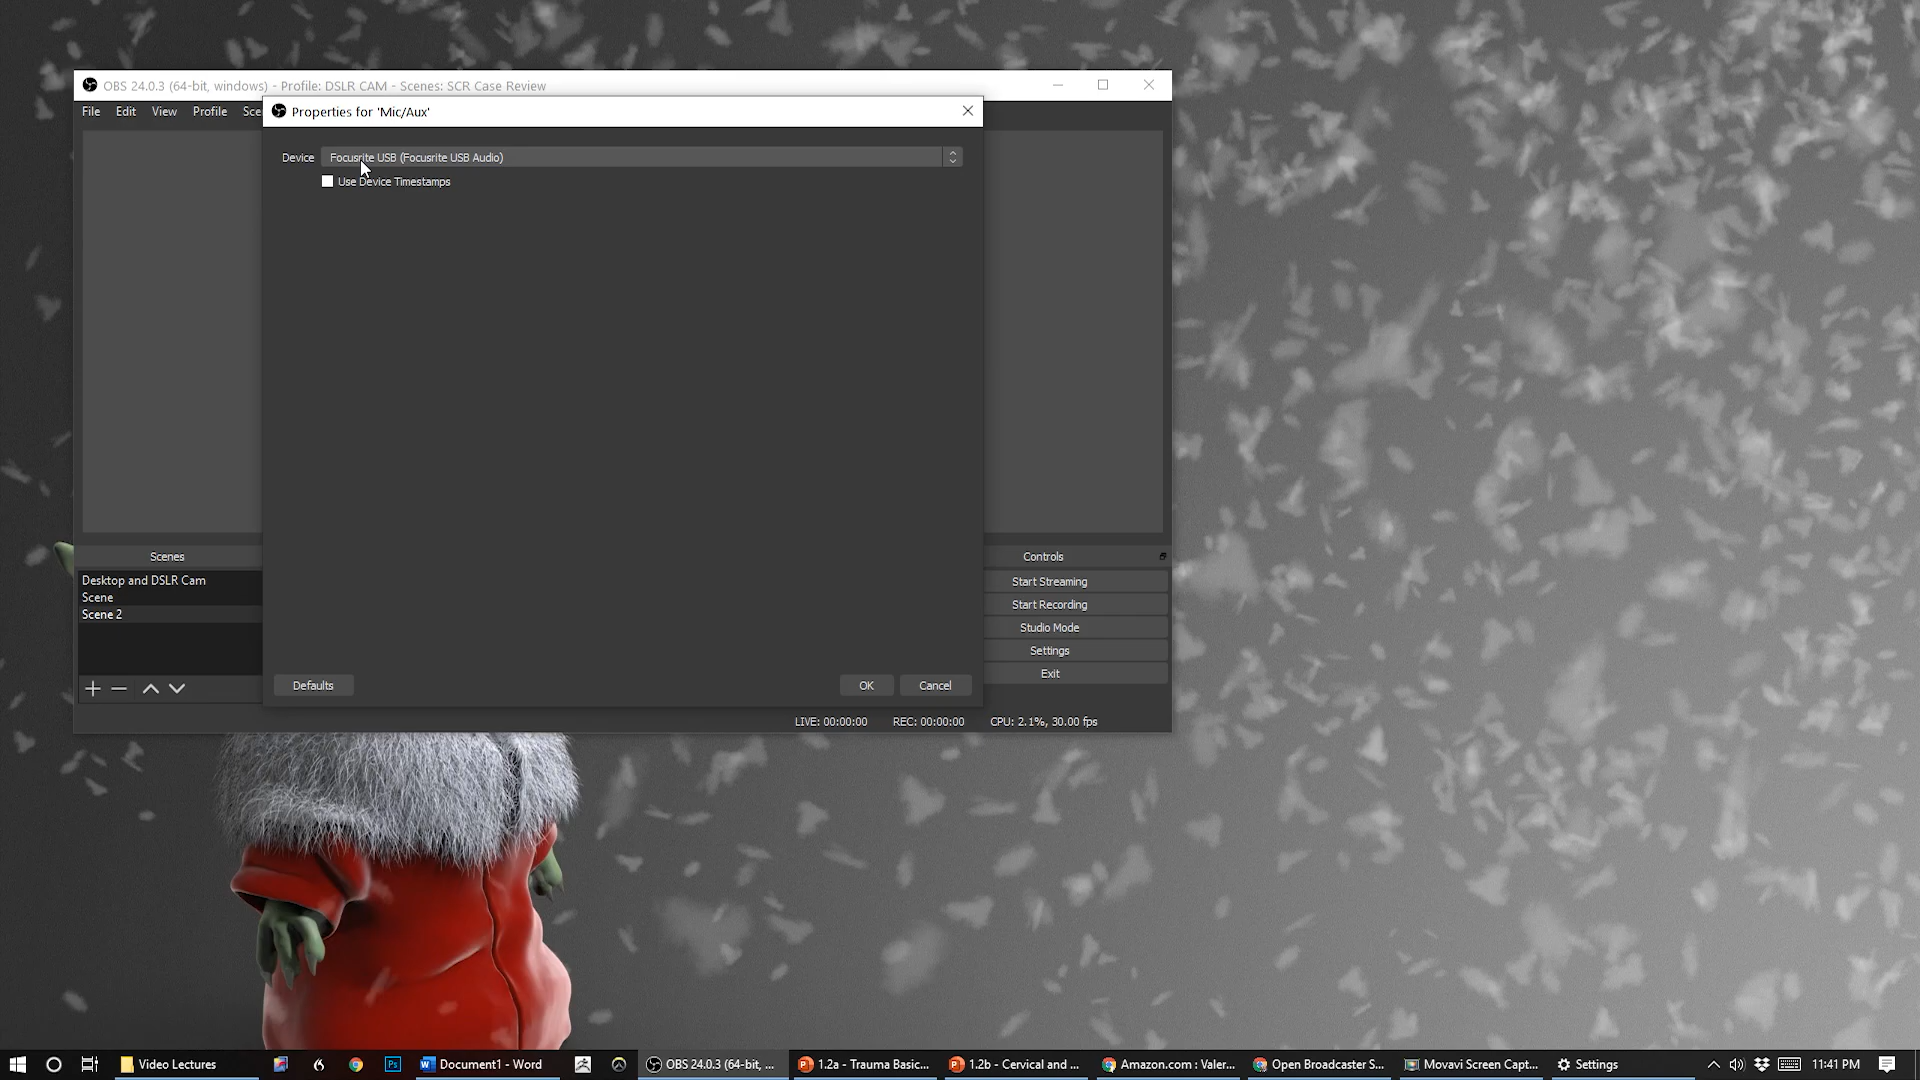 OBS 24.0.3 (64-bit, windows) - Profile: DSLR CAM - Scenes: SCR Case Review
File Edit View Profile Sce
Properties for 'Mic/Aux'
Device Focusrite USB (Focusrite USB Audio)
Use Device Timestamps
Scenes
Controls
Desktop and DSLR Cam
Start Streaming
Scene
Start Recording
Scene 2
Studio Mode
Settings
Exit
Defaults OK Cancel
LIVE: 00:00:00 REC: 00:00:00 CPU: 2.1%, 30.00 fps
Video Lectures Ps Document1 - Word OBS 24.0.3 (64-bit, ... 1.2a - Trauma Basic... 1.2b - Cervical and ... Amazon.com : Valer... Open Broadcaster S... Movavi Screen Capt... Settings 11:41 PM